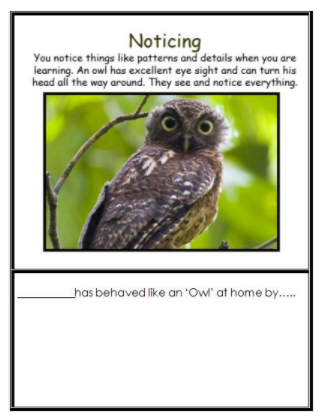 Noticing
You notice things like patterns and details when you are
learning. An owl has excellent eye sight and can turn his
head all the way around. They see and notice everything.
__________has behaved like an ‘Owl’ at home by…..